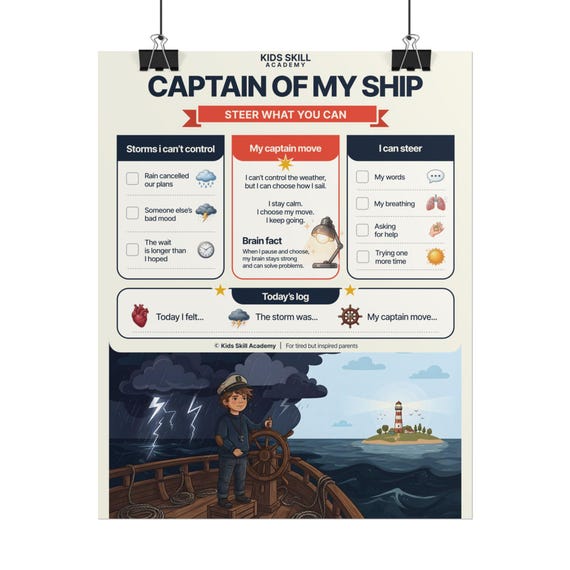 KIDS SKILL
ACADEMY
CAPTAIN OF MY SHIP
STEER WHAT YOU CAN
Storms i can't control
Rain cancelled
our plans
Someone else's
bad mood
The wait
is longer than
I hoped
My captain move
I can't control the weather,
but I can choose how I sail.
I stay calm.
I choose my move.
I keep going.
Brain fact
When I pause and choose,
my brain stays strong
and can solve problems.
I can steer
My words
My breathing
Asking
for help
Trying one
more time
Today's log
Today I felt...
The storm was...
My captain move...
© Kids Skill Academy | For tired but inspired parents